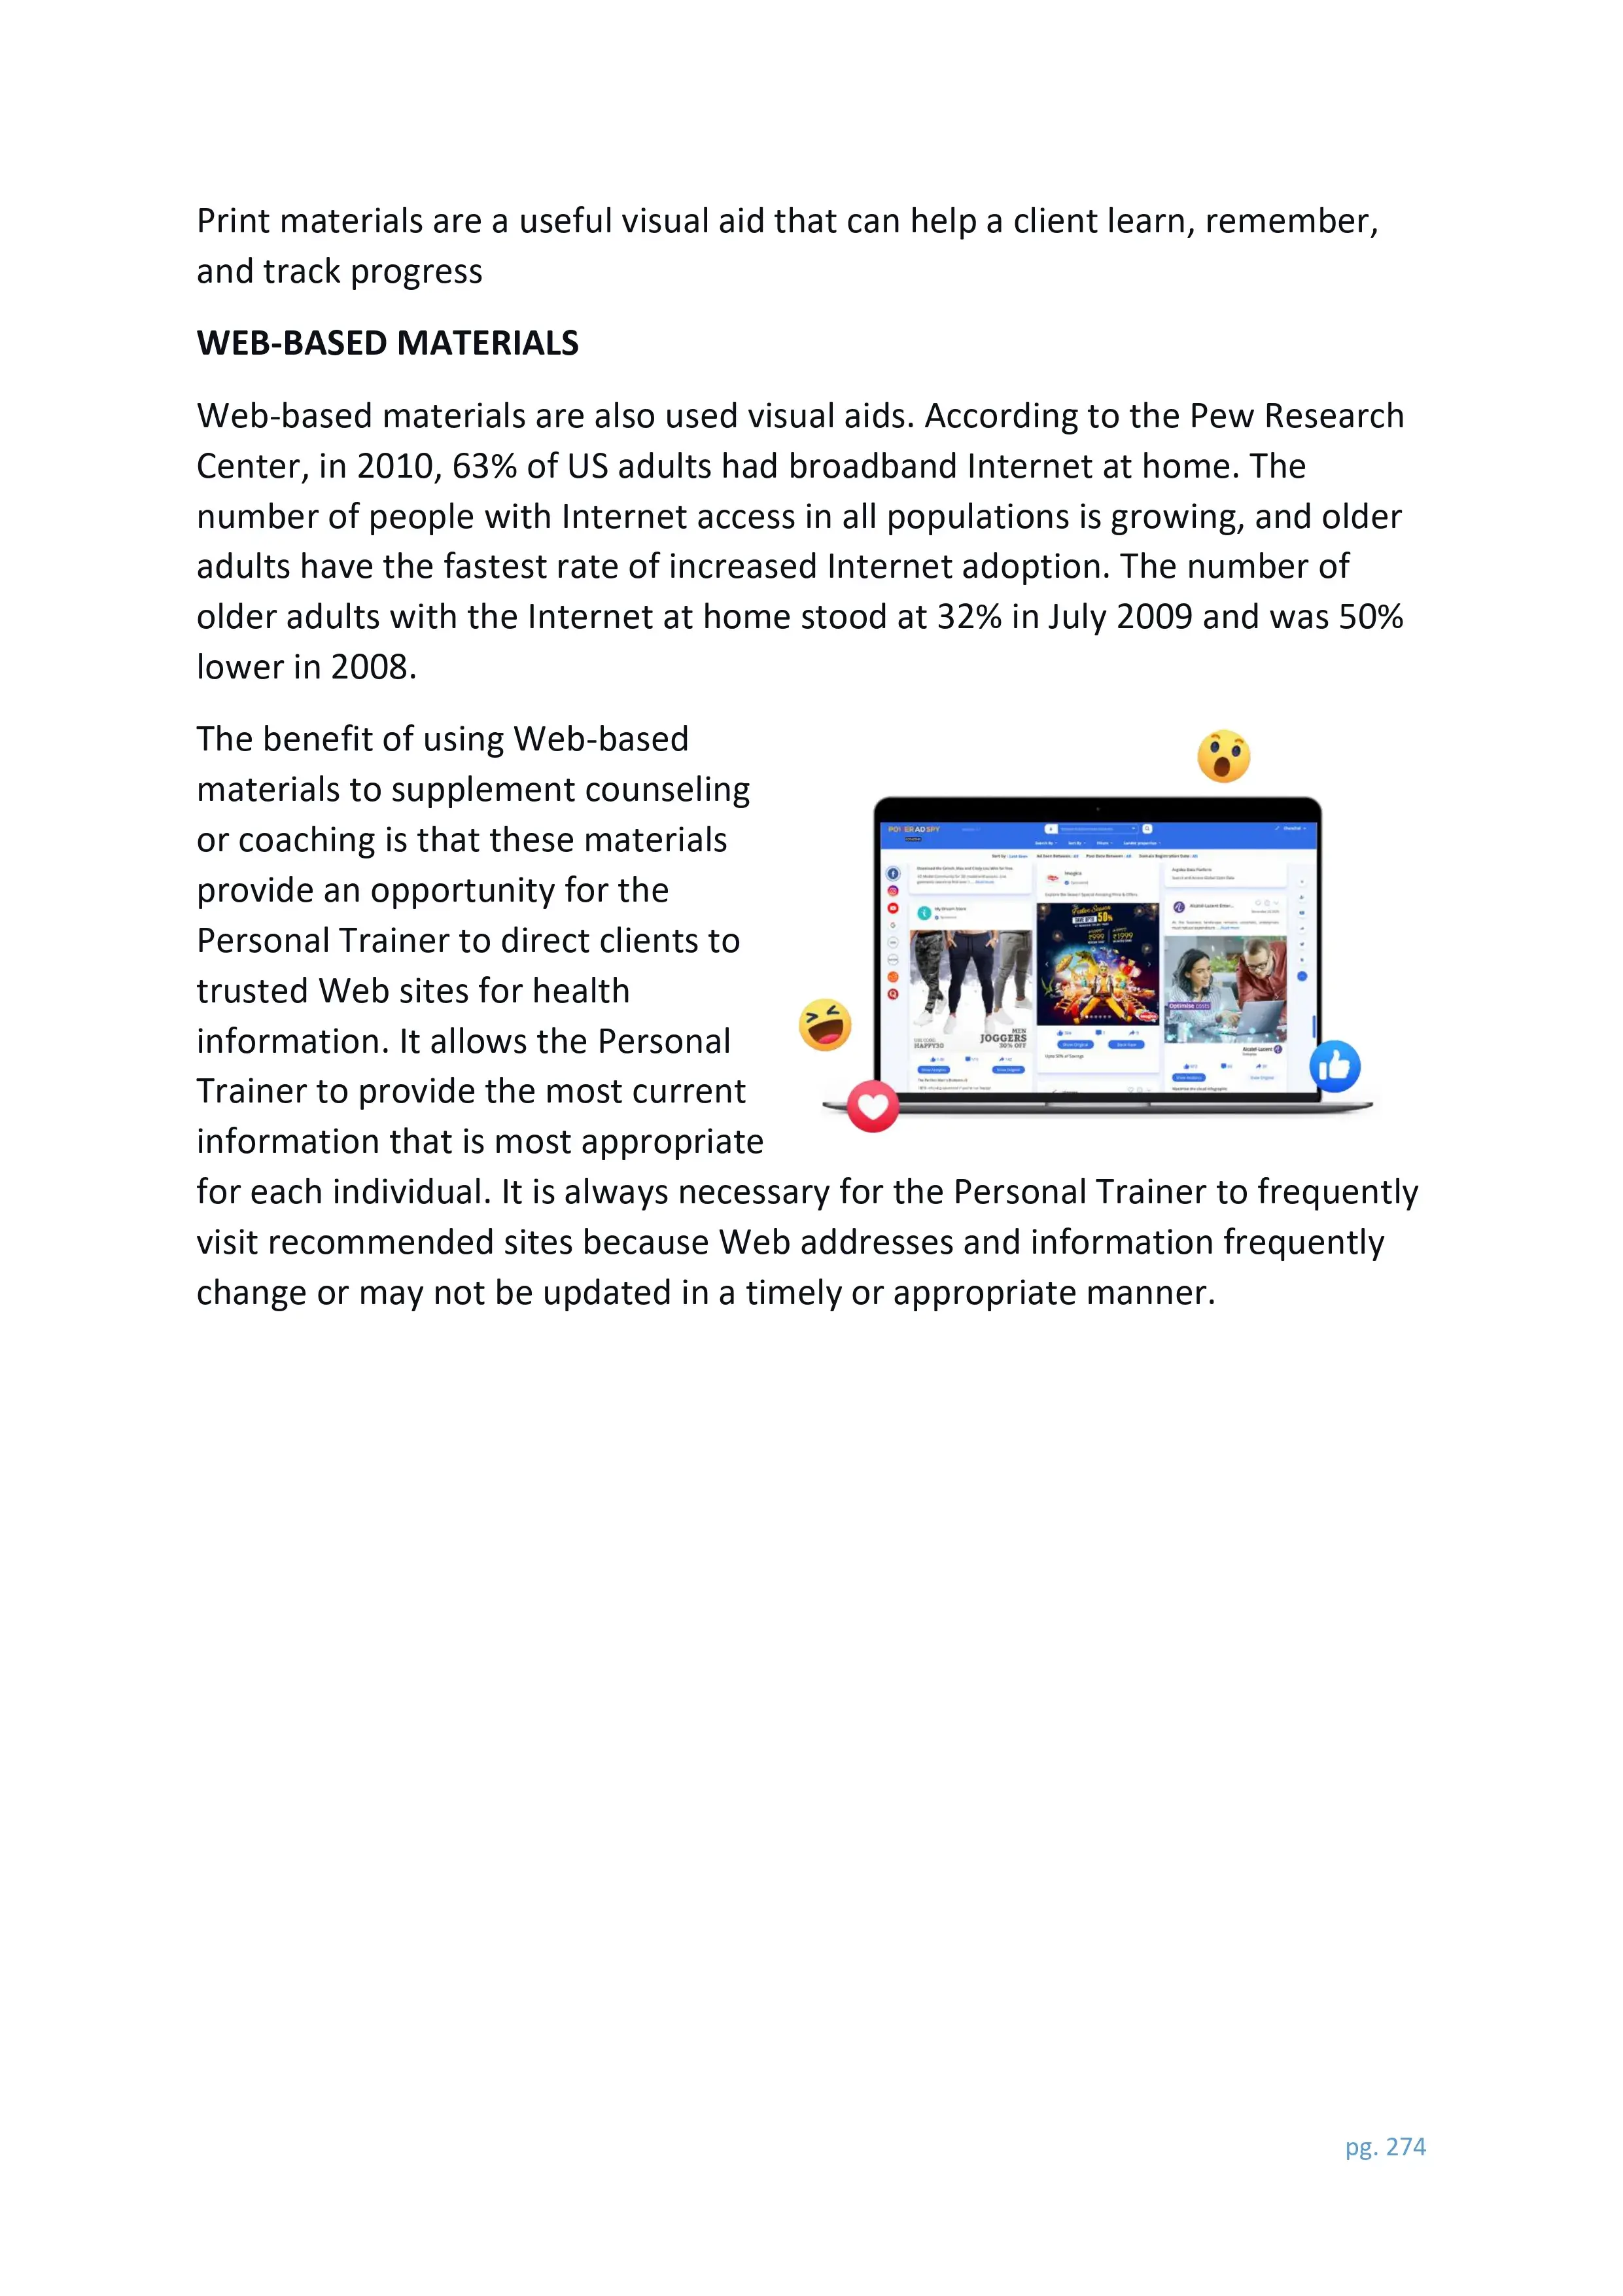 Print materials are a useful visual aid that can help a client learn, remember,
and track progress
WEB-BASED MATERIALS
Web-based materials are also used visual aids. According to the Pew Research
Center, in 2010, 63% of US adults had broadband Internet at home. The
number of people with Internet access in all populations is growing, and older
adults have the fastest rate of increased Internet adoption. The number of
older adults with the Internet at home stood at 32% in July 2009 and was 50%
lower in 2008.
The benefit of using Web-based
materials to supplement counseling
or coaching is that these materials
provide an opportunity for the
Personal Trainer to direct clients to
trusted Web sites for health
information. It allows the Personal
Trainer to provide the most current
information that is most appropriate
for each individual. It is always necessary for the Personal Trainer to frequently
visit recommended sites because Web addresses and information frequently
change or may not be updated in a timely or appropriate manner.
POWER ADSPY
SAVE UPTO 50%
₹999
₹1999
MEN
JOGGERS
50% OFF
HAPPY30
Optimise costs
Alcatel-Lucent
pg. 274